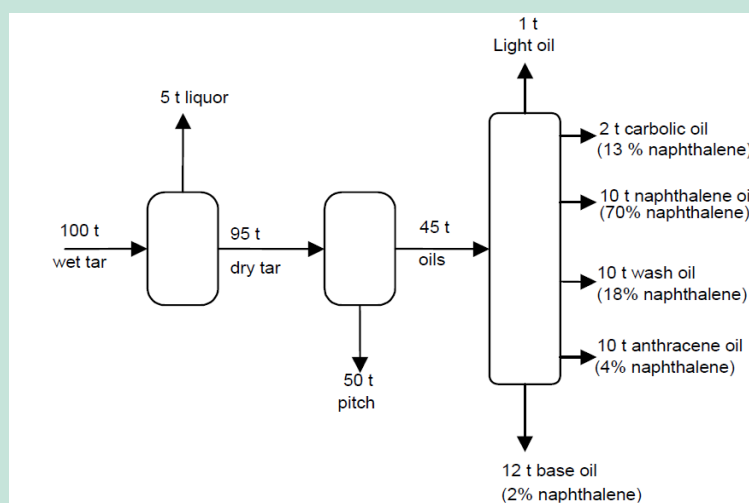 1 t
Light oil
5 t liquor
2 t carbolic oil
(13 % naphthalene)
10 t naphthalene oi
(70% naphthalene)
100 t
wet tar
95 t
dry tar
45 t
oils
10 t wash oil
(18% naphthalene)
10 t anthracene oil
(4% naphthalene)
50 t
pitch
12 t base oil
(2% naphthalene)